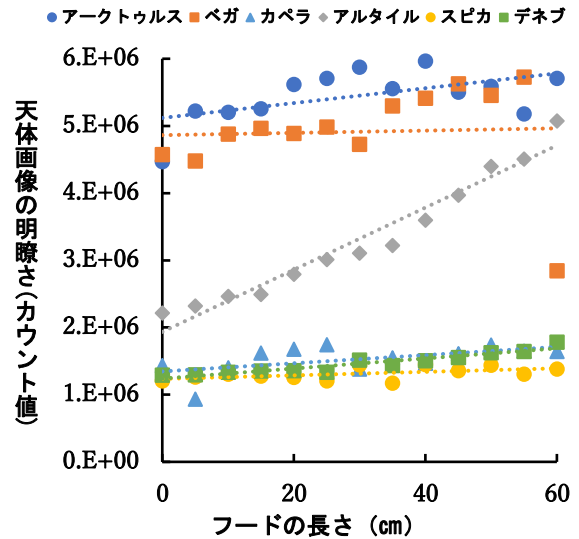 アークトゥルス ベガ カペラ アルタイル スピカ デネブ
6.E+06
5.E+06
4.E+06
3.E+06
2.E+06
1.E+06
0.E+00
天体画像の明瞭さ(カウント値)
0 20 40 60
フードの長さ (cm)